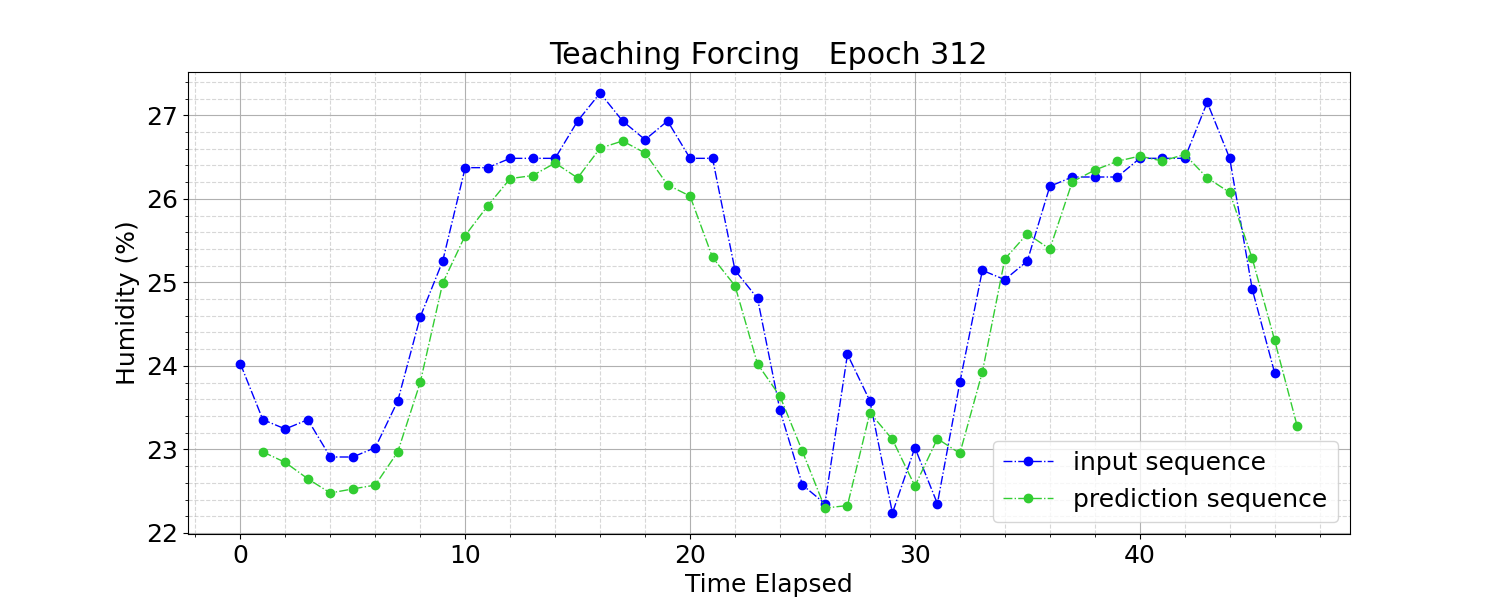 Teaching Forcing   Epoch 312
Humidity (%)
27
26
25
24
23
22
input sequence
prediction sequence
0 10 20 30 40
Time Elapsed